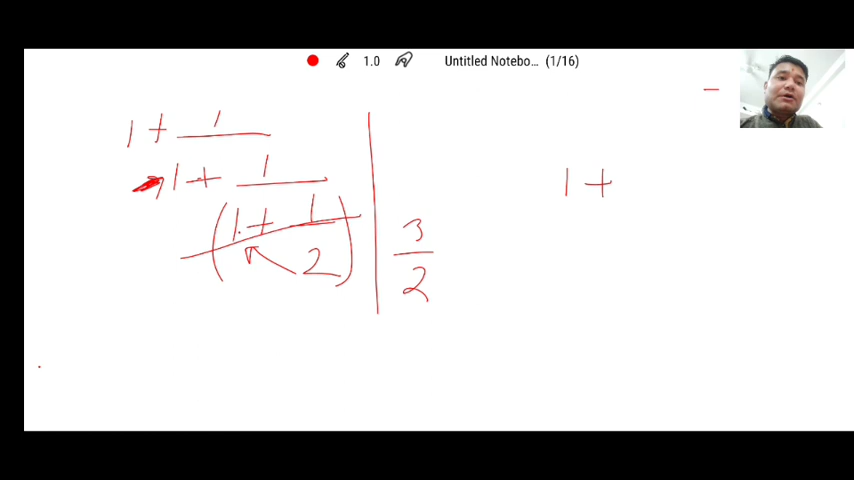 1.0 Untitled Notebo... (1/16)
1 + 1
1 + 1
(1 + 1
2)
3
2
1 +